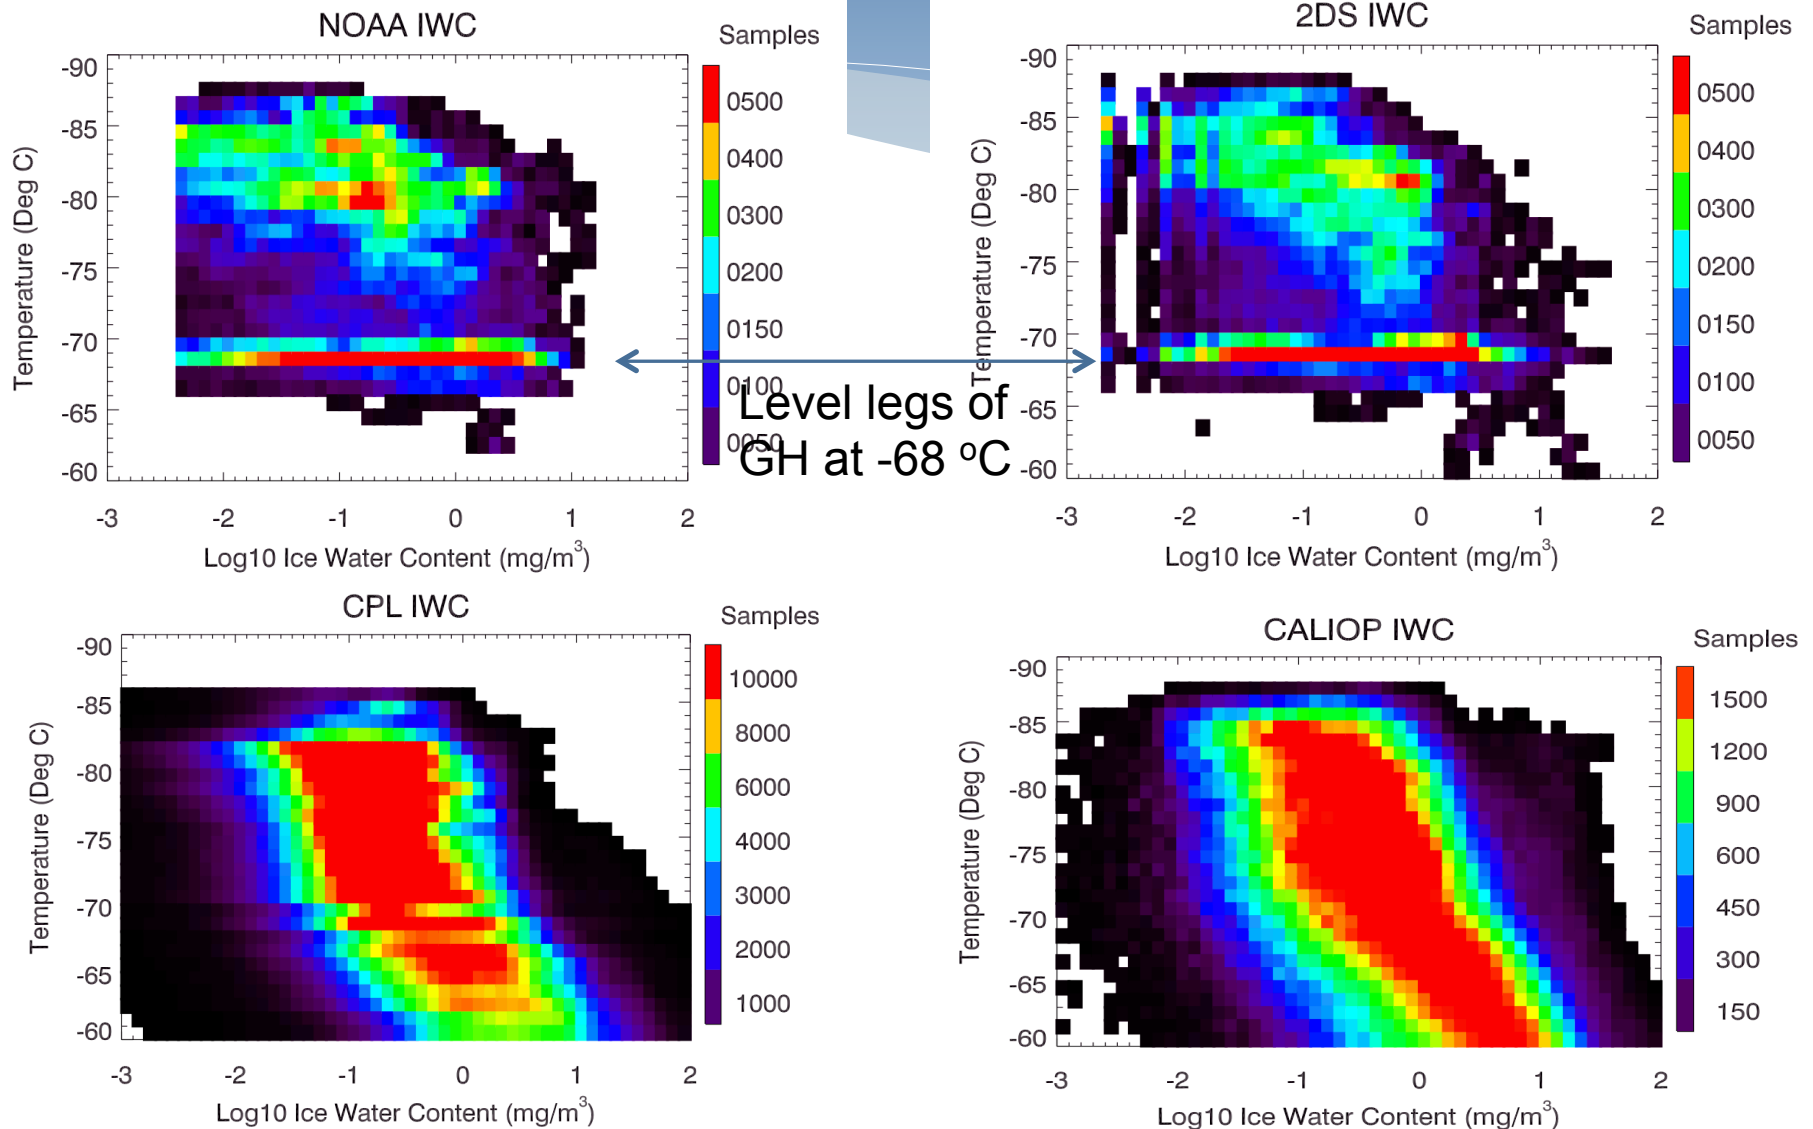 NOAA IWC
Samples
-90
-85
-80
-75
-70
-65
-60
Temperature (Deg C)
-3 -2 -1 0 1 2
Log10 Ice Water Content (mg/m³)
0500
0400
0300
0200
0150
0100
0050
2DS IWC
Samples
-90
-85
-80
-75
-70
-65
-60
Temperature (Deg C)
-3 -2 -1 0 1 2
Log10 Ice Water Content (mg/m³)
0500
0400
0300
0200
0150
0100
0050
Level legs of
GH at -68 ºC
CPL IWC
Samples
-90
-85
-80
-75
-70
-65
-60
Temperature (Deg C)
-3 -2 -1 0 1 2
Log10 Ice Water Content (mg/m³)
10000
8000
6000
4000
3000
2000
1000
CALIOP IWC
Samples
-90
-85
-80
-75
-70
-65
-60
Temperature (Deg C)
-3 -2 -1 0 1 2
Log10 Ice Water Content (mg/m³)
1500
1200
900
600
450
300
150